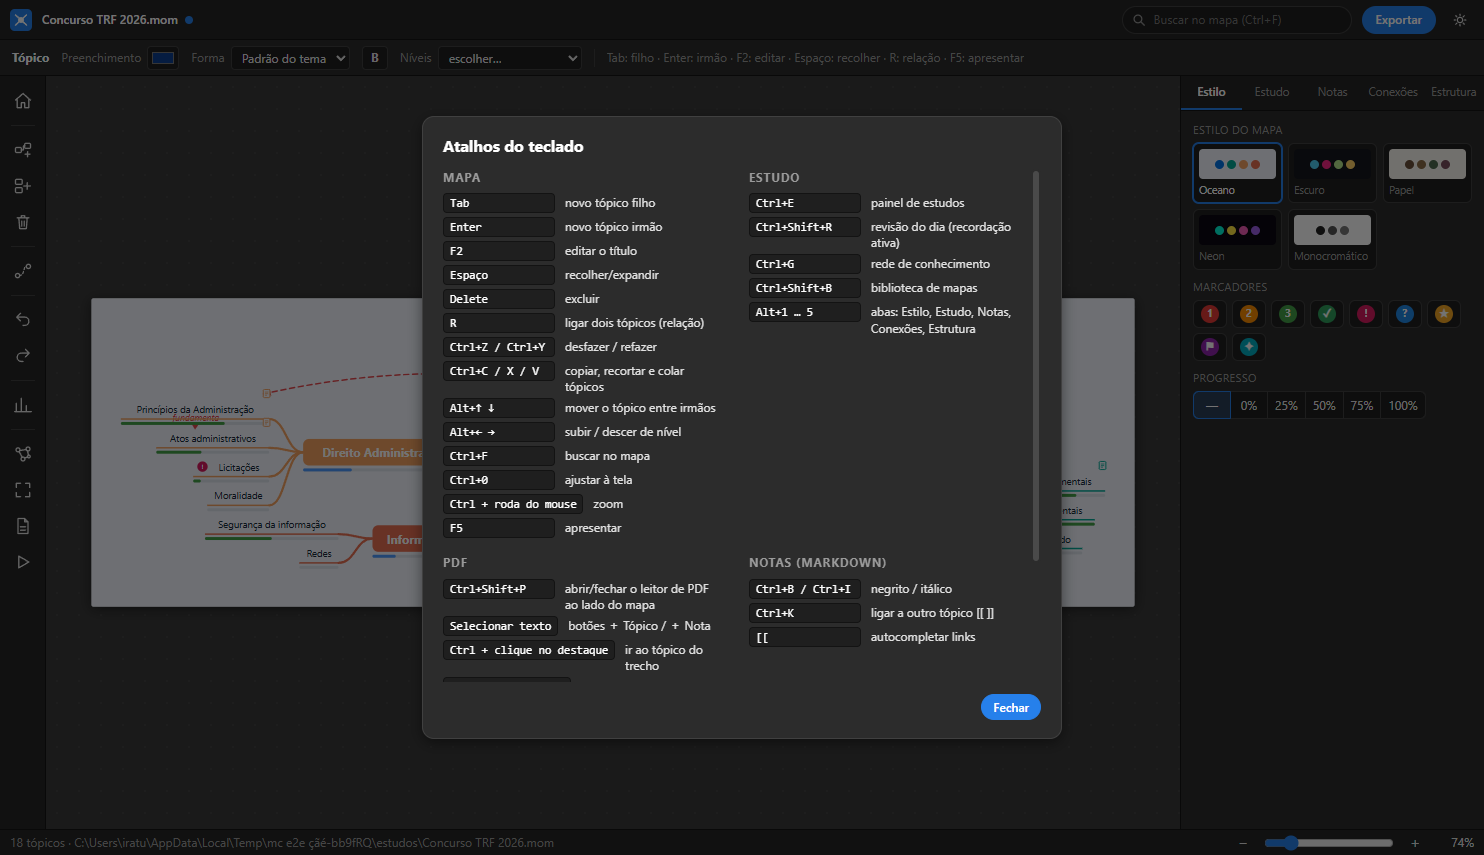 Concurso TRF 2026.mom
Buscar no mapa (Ctrl+F)
Exportar
Tópico
Preenchimento
Forma
Padrão do tema
B
Níveis
escolher...
Tab: filho · Enter: irmão · F2: editar · Espaço: recolher · R: relação · F5: apresentar
Estilo
Estudo
Notas
Conexões
Estrutura
ESTILO DO MAPA
Oceano
Escuro
Papel
Neon
Monocromático
MARCADORES
1
2
3
✓
!
?
PROGRESSO
—
0%
25%
50%
75%
100%
Princípios da Administração
fundamenta
Atos administrativos
Licitações
Moralidade
Direito Administra
Segurança da informação
Redes
Inform
mentais
ntais
do
Atalhos do teclado
MAPA
Tab novo tópico filho
Enter novo tópico irmão
F2 editar o título
Espaço recolher/expandir
Delete excluir
R ligar dois tópicos (relação)
Ctrl+Z / Ctrl+Y desfazer / refazer
Ctrl+C / X / V copiar, recortar e colar
tópicos
Alt+↑ ↓ mover o tópico entre irmãos
Alt+← → subir / descer de nível
Ctrl+F buscar no mapa
Ctrl+0 ajustar à tela
Ctrl + roda do mouse zoom
F5 apresentar
ESTUDO
Ctrl+E painel de estudos
Ctrl+Shift+R revisão do dia (recordação
ativa)
Ctrl+G rede de conhecimento
Ctrl+Shift+B biblioteca de mapas
Alt+1 … 5 abas: Estilo, Estudo, Notas,
Conexões, Estrutura
PDF
Ctrl+Shift+P abrir/fechar o leitor de PDF
ao lado do mapa
Selecionar texto botões + Tópico / + Nota
Ctrl + clique no destaque ir ao tópico do
trecho
NOTAS (MARKDOWN)
Ctrl+B / Ctrl+I negrito / itálico
Ctrl+K ligar a outro tópico [[ ]]
[[ autocompletar links
Fechar
18 tópicos · C:\Users\iratu\AppData\Local\Temp\mc e2e çãé-bb9fRQ\estudos\Concurso TRF 2026.mom
−
+
74%